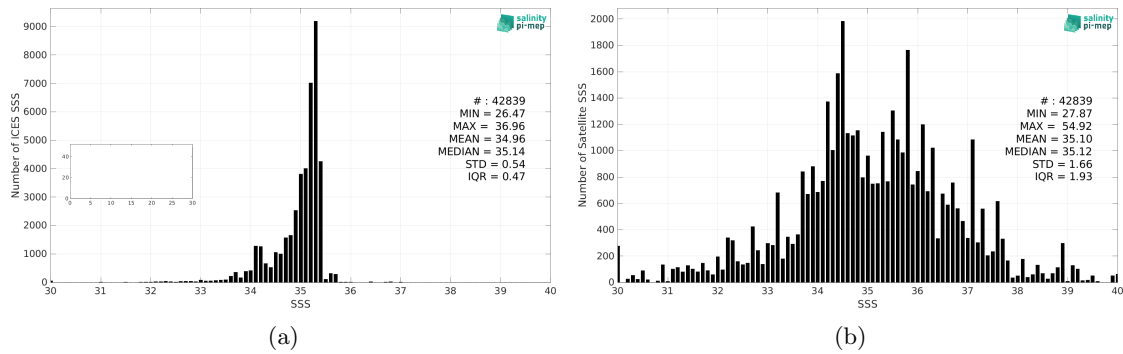 9000
8000
7000
6000
5000
4000
3000
2000
1000
0
Number of ICES SSS
salinity
pi-mep
# : 42839
MIN = 26.47
MAX = 36.96
MEAN = 34.96
MEDIAN = 35.14
STD = 0.54
IQR = 0.47
40
20
0
0 5 10 15 20 25 30
30 31 32 33 34 35 36 37 38 39 40
SSS
(a)
2000
1800
1600
1400
1200
1000
800
600
400
200
0
Number of Satellite SSS
salinity
pi-mep
# : 42839
MIN = 27.87
MAX = 54.92
MEAN = 35.10
MEDIAN = 35.12
STD = 1.66
IQR = 1.93
30 31 32 33 34 35 36 37 38 39 40
SSS
(b)